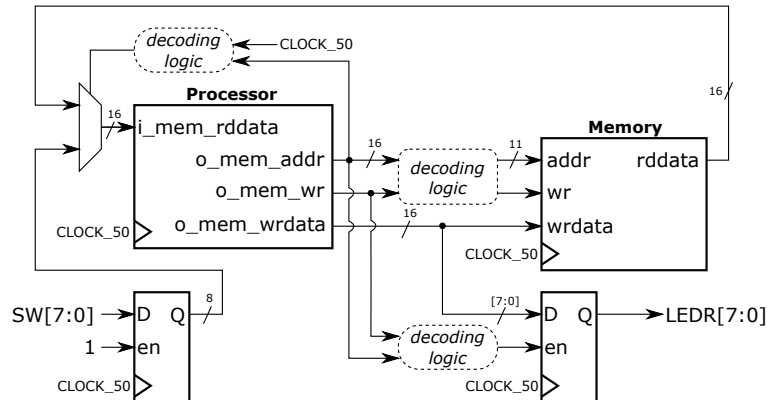 decoding
logic
CLOCK_50
16
Processor
16
i_mem_rddata
o_mem_addr
o_mem_wr
o_mem_wrdata
CLOCK_50
16
16
decoding
logic
11
Memory
addr
rddata
wr
wrdata
CLOCK_50
SW[7:0]
D
Q
8
1
en
CLOCK_50
decoding
logic
[7:0]
D
Q
LEDR[7:0]
en
CLOCK_50